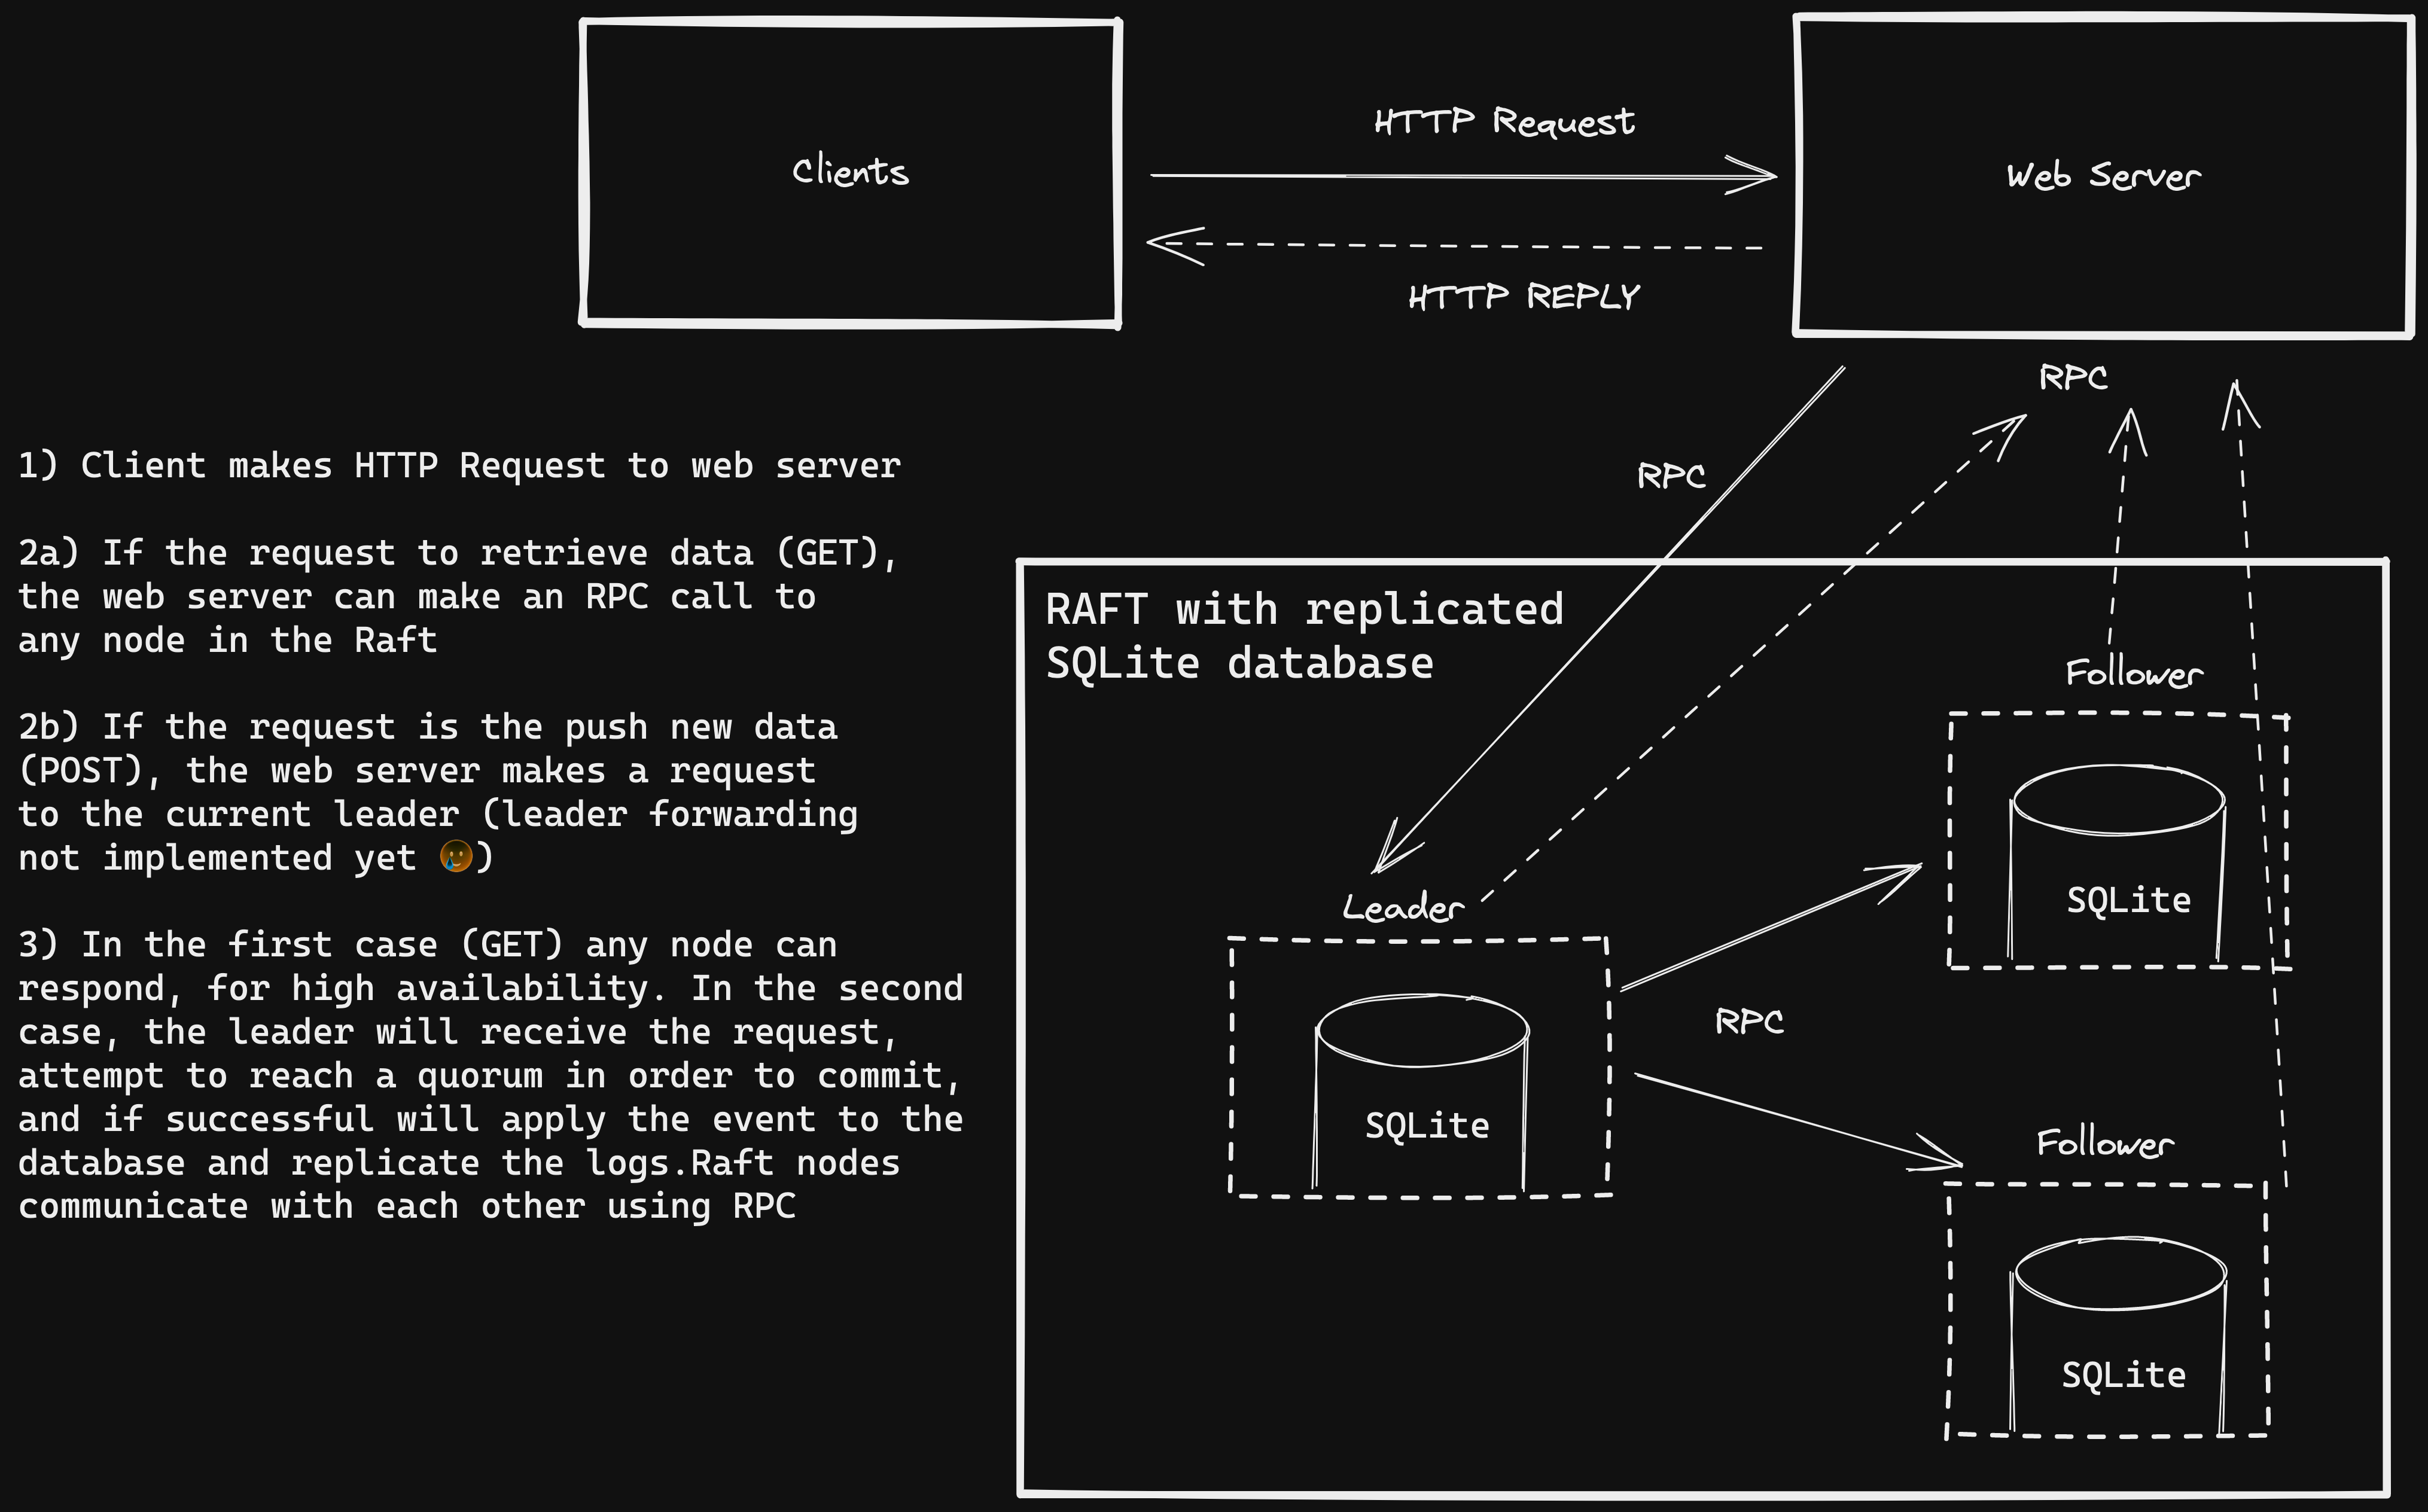 Clients
HTTP Request
HTTP REPLY
Web Server
RPC
RPC
1) Client makes HTTP Request to web server
2a) If the request to retrieve data (GET),
the web server can make an RPC call to
any node in the Raft
2b) If the request is the push new data
(POST), the web server makes a request
to the current leader (leader forwarding
not implemented yet 🥲)
3) In the first case (GET) any node can
respond, for high availability. In the second
case, the leader will receive the request,
attempt to reach a quorum in order to commit,
and if successful will apply the event to the
database and replicate the logs.Raft nodes
communicate with each other using RPC
RAFT with replicated
SQLite database
Follower
SQLite
Leader
SQLite
RPC
Follower
SQLite